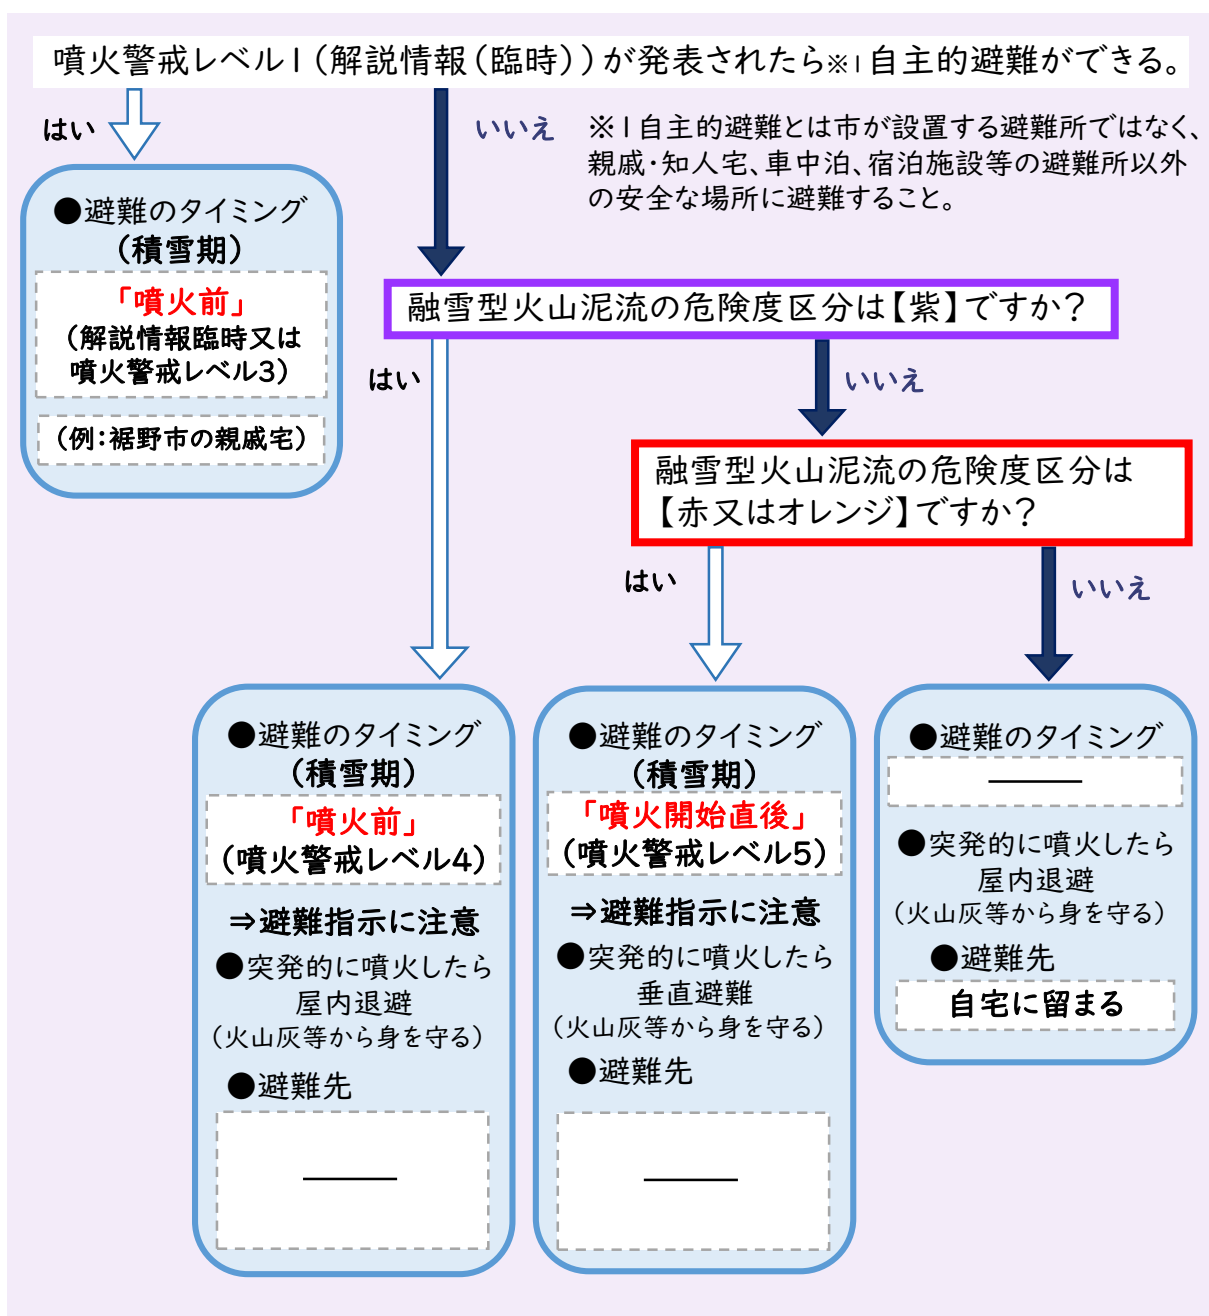 噴火警戒レベル1（解説情報（臨時））が発表されたら※1自主的避難ができる。
はい
いいえ
※1自主的避難とは市が設置する避難所ではなく、
親戚・知人宅、車中泊、宿泊施設等の避難所以外
の安全な場所に避難すること。
●避難のタイミング
（積雪期）
「噴火前」
（解説情報臨時又は
噴火警戒レベル3）
（例：裾野市の親戚宅）
融雪型火山泥流の危険度区分は【紫】ですか？
はい
いいえ
融雪型火山泥流の危険度区分は
【赤又はオレンジ】ですか？
はい
いいえ
●避難のタイミング
（積雪期）
「噴火前」
（噴火警戒レベル4）
⇒避難指示に注意
●突発的に噴火したら
屋内退避
（火山灰等から身を守る）
●避難先
●避難のタイミング
（積雪期）
「噴火開始直後」
（噴火警戒レベル5）
⇒避難指示に注意
●突発的に噴火したら
垂直避難
（火山灰等から身を守る）
●避難先
●避難のタイミング
●突発的に噴火したら
屋内退避
（火山灰等から身を守る）
●避難先
自宅に留まる